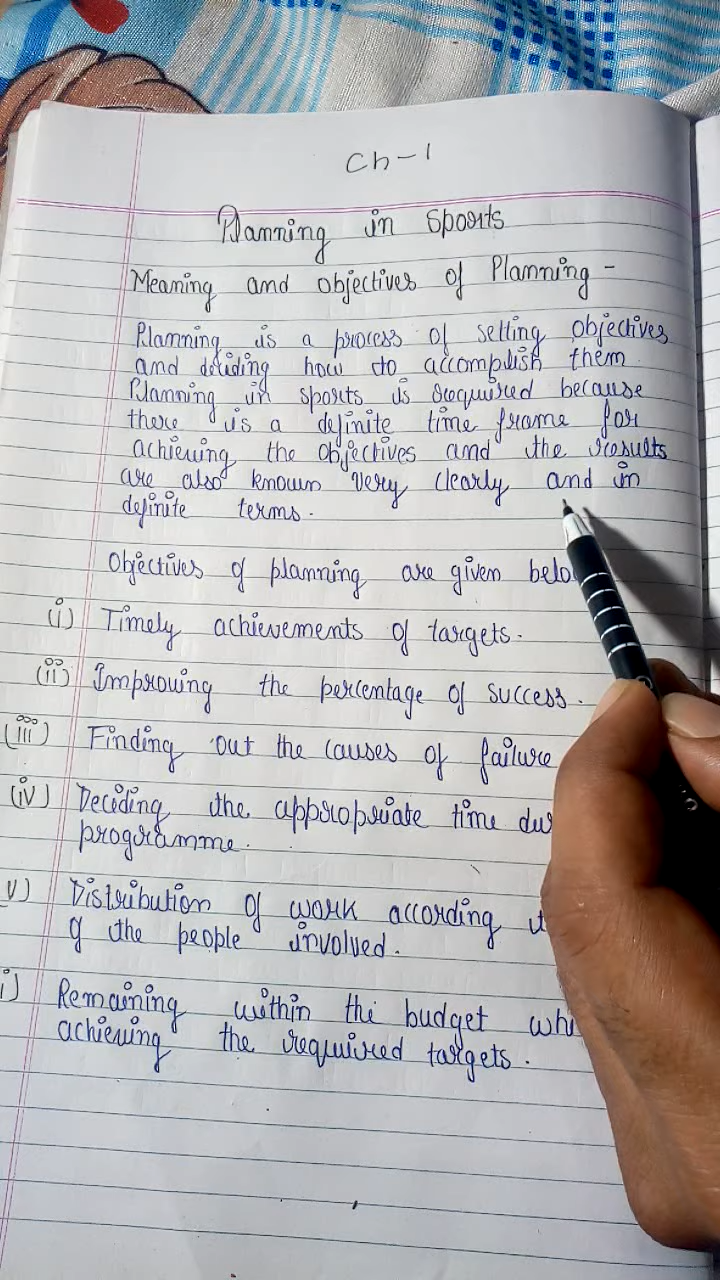 Ch-1
Planning in Sports
Meaning and objectives of Planning -
Planning is a process of setting objectives
and deciding how to accomplish them
Planning in sports is required because
there is a definite time frame for
achieving the objectives and the results
are also known very clearly and in
definite terms.
Objectives of planning are given
(i) Timely achievements of targets.
(ii) Improving the percentage of success.
(iii) Finding out the causes of failure
(iv) Deciding the appropriate time
programme.
v) Distribution of work according
of the people involved.
i) Remaining within the budget
achieving the required targets.